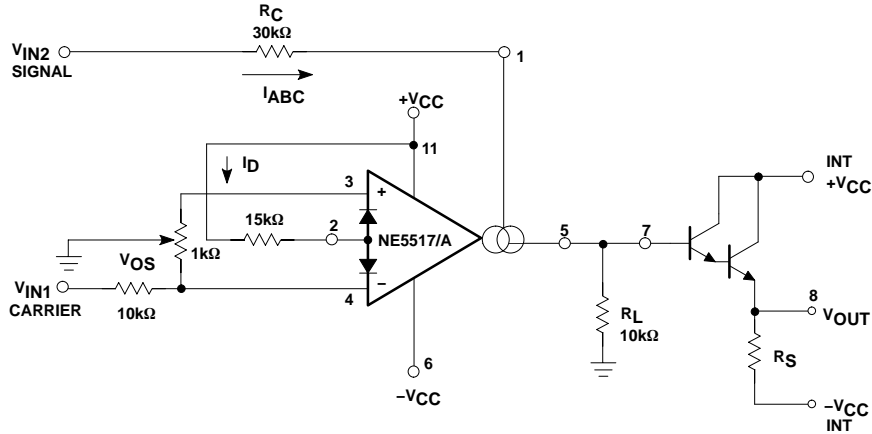 RC
30kΩ
VIN2
SIGNAL
1
IABC
+VCC
11
ID
3
+
INT
+VCC
15kΩ
2
NE5517/A
5
7
1kΩ
VOS
VIN1
CARRIER
10kΩ
4
−
RL
10kΩ
8
VOUT
6
−VCC
RS
−VCC
INT